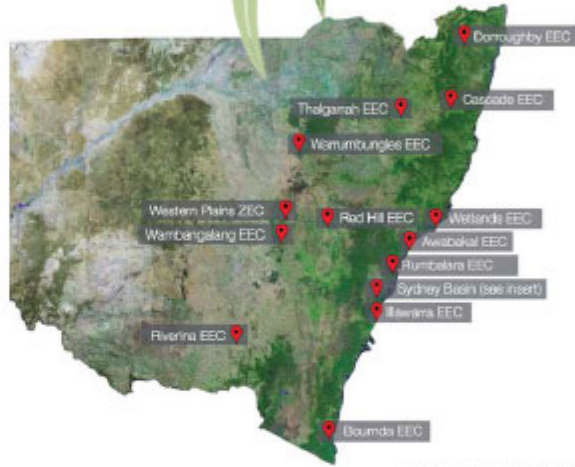 Dorroughby EEC
Cascade EEC
Thalgarrah EEC
Warrumbungles EEC
Western Plains ZEC
Red Hill EEC
Wetlands EEC
Wambangalang EEC
Awabakal EEC
Rumbalara EEC
Sydney Basin (see insert)
Illawarra EEC
Riverina EEC
Bournda EEC